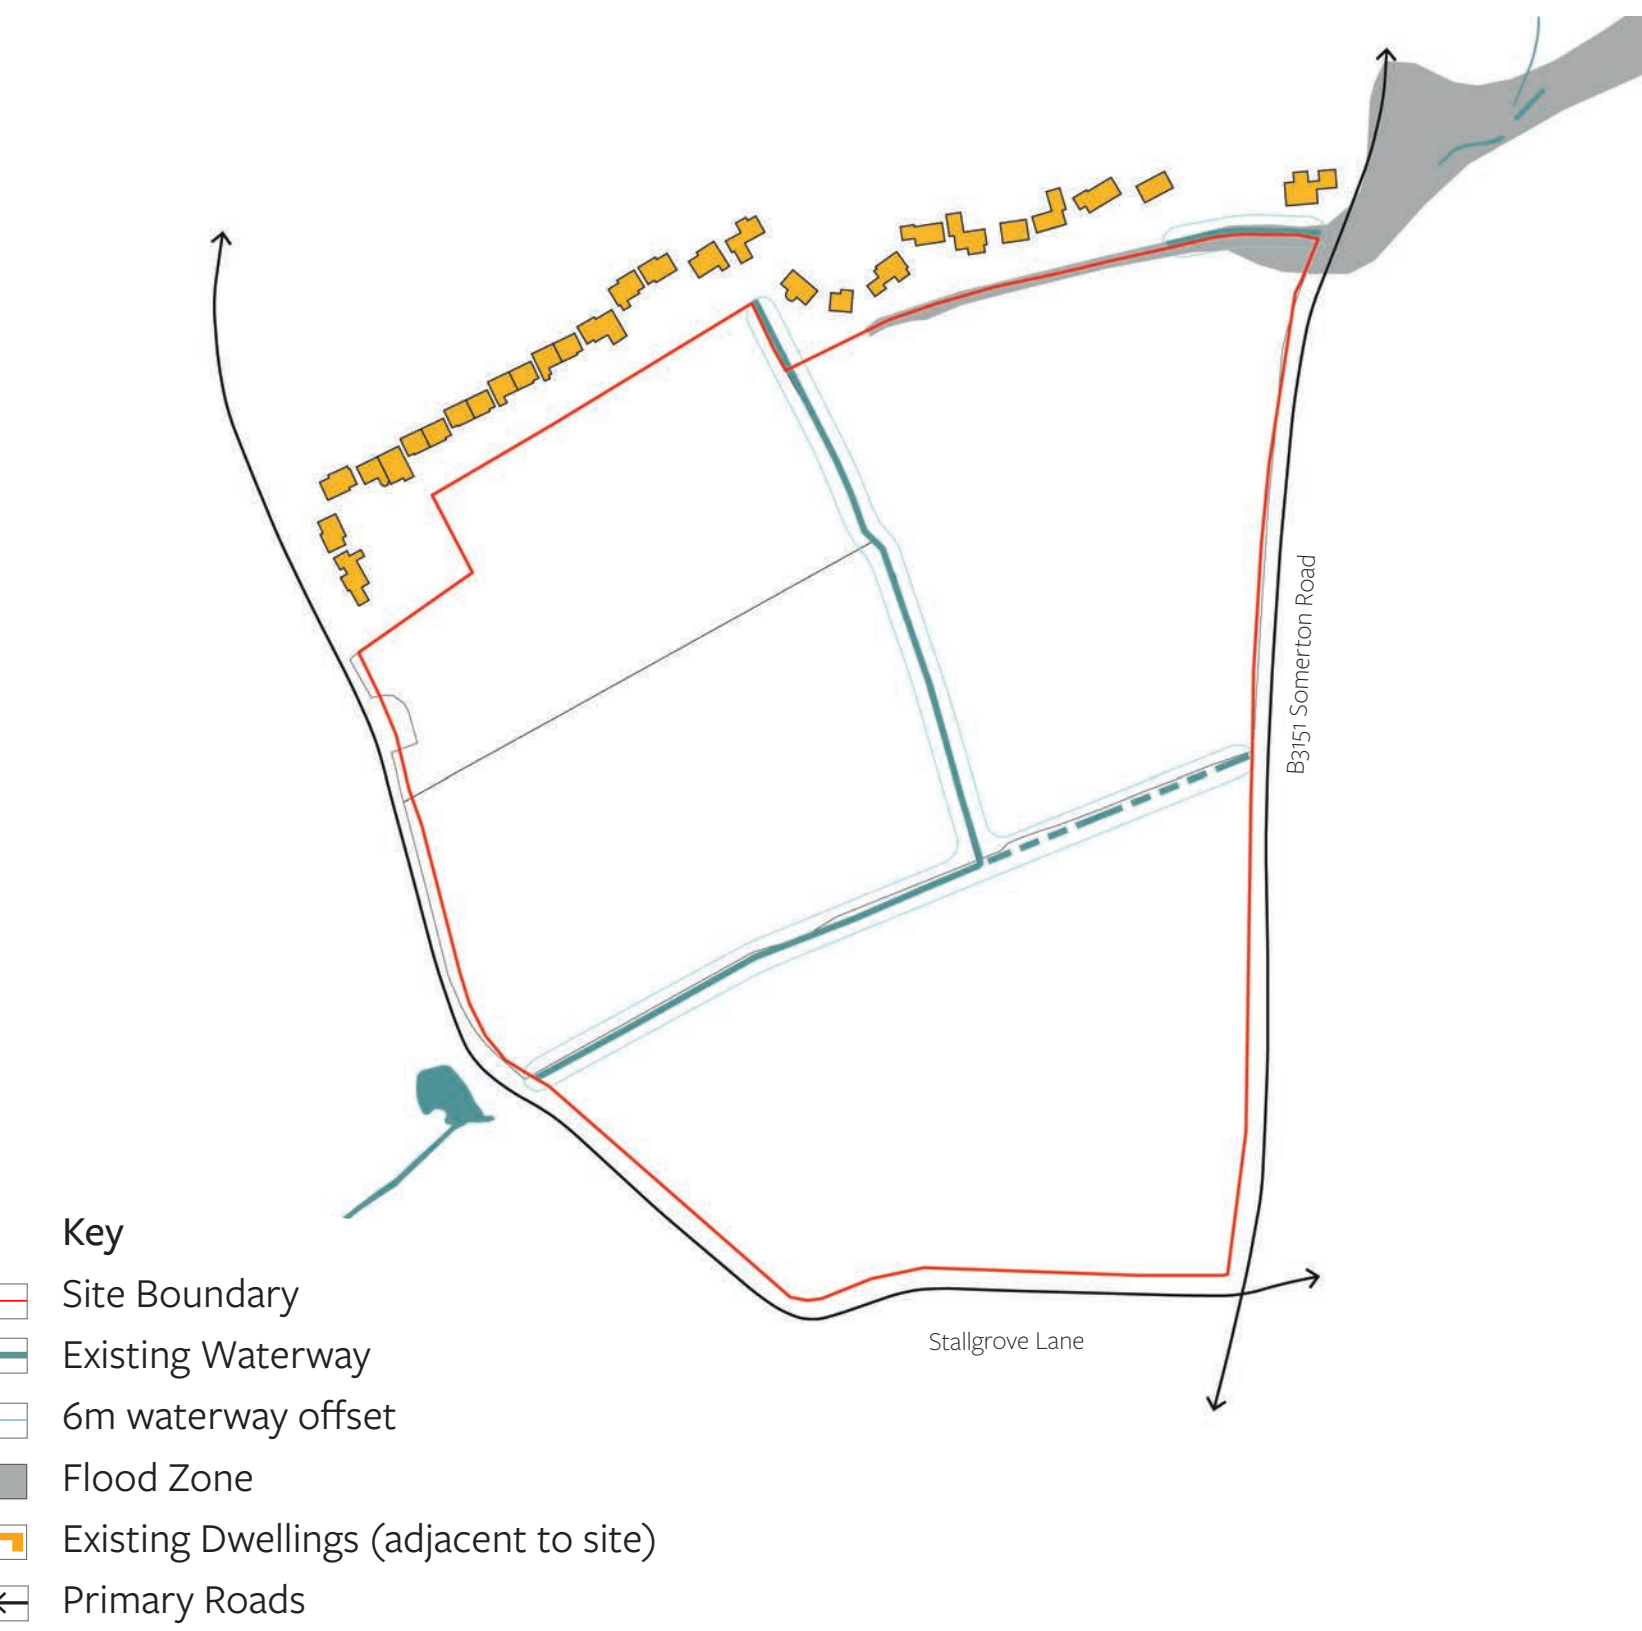 B3151 Somerton Road
Stallgrove Lane
Key
Site Boundary
Existing Waterway
6m waterway offset
Flood Zone
Existing Dwellings (adjacent to site)
Primary Roads